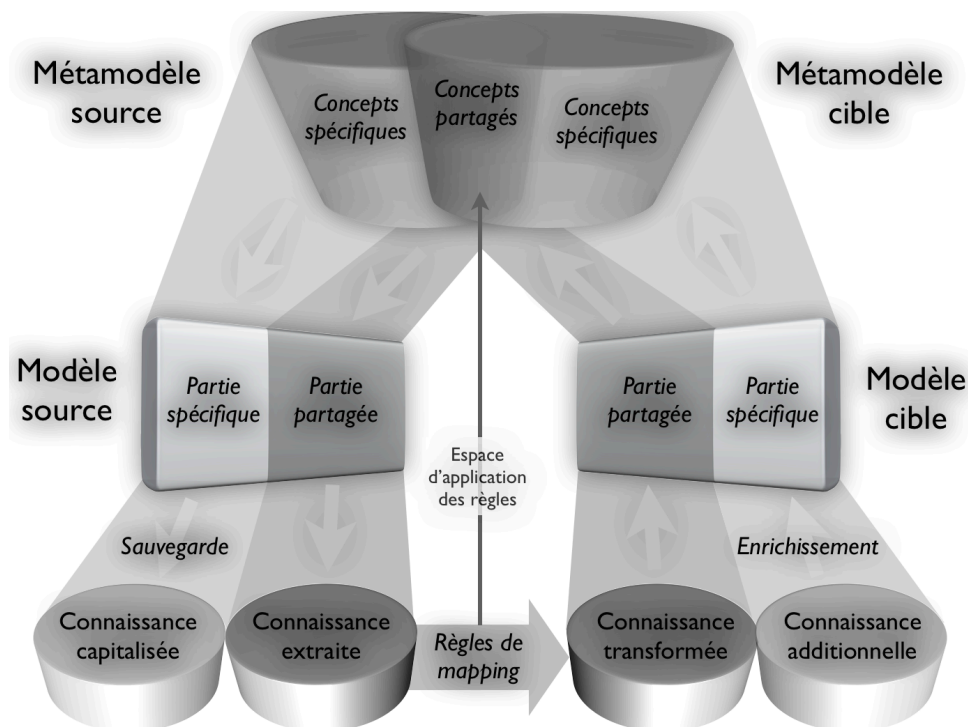 Métamodèle
source
Concepts
spécifiques
Concepts
partagés
Concepts
spécifiques
Métamodèle
cible
Modèle
source
Partie
spécifique
Partie
partagée
Partie
partagée
Partie
spécifique
Modèle
cible
Espace
d'application
des règles
Sauvegarde
Enrichissement
Connaissance
capitalisée
Connaissance
extraite
Règles de
mapping
Connaissance
transformée
Connaissance
additionnelle